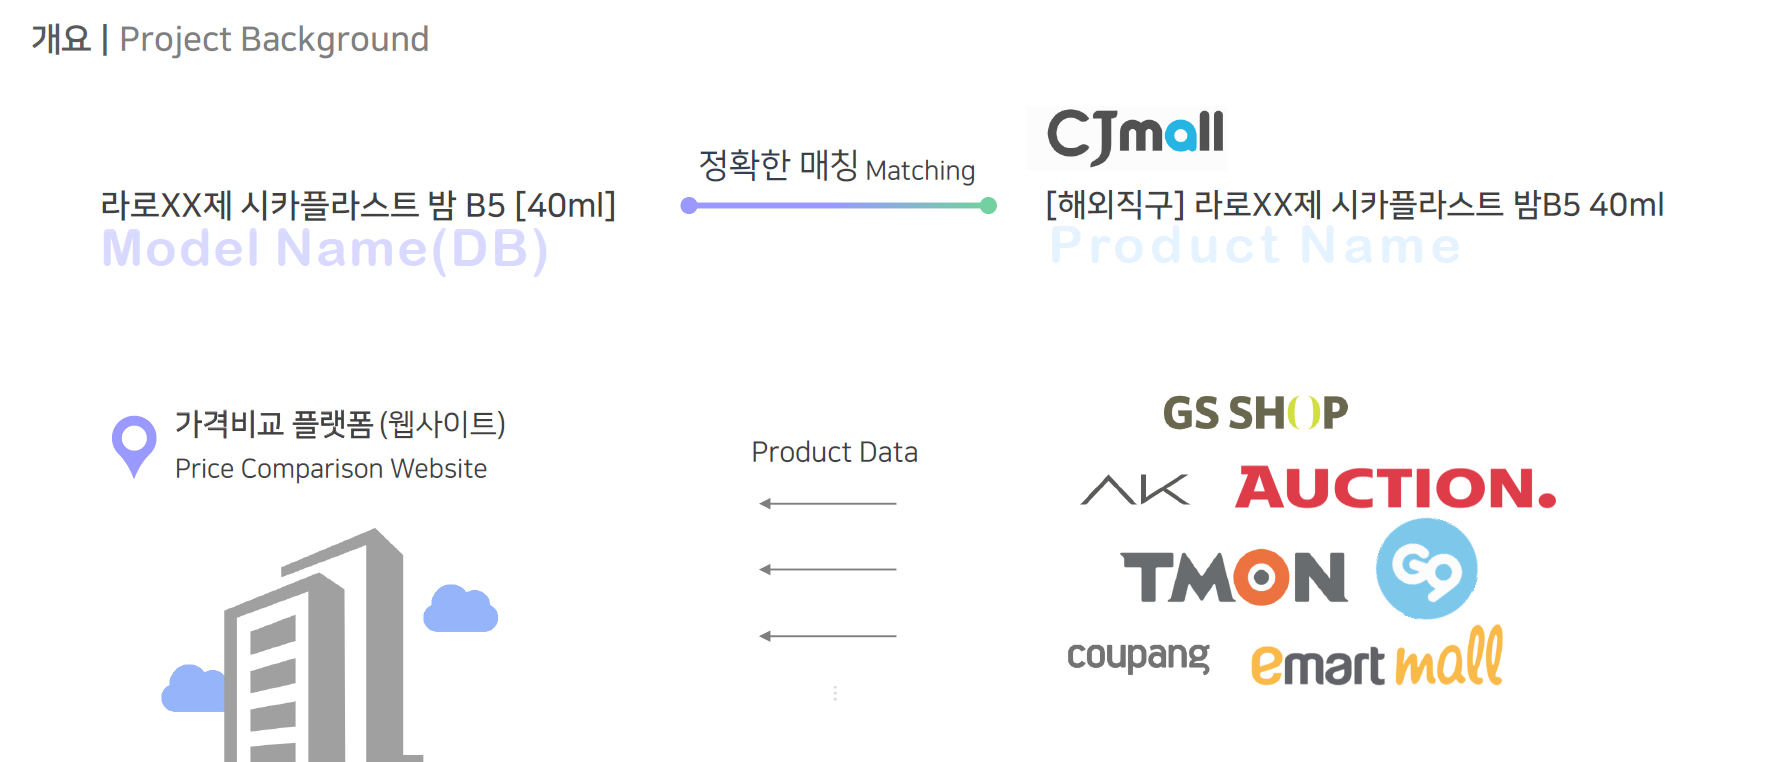 개요 | Project Background
CJmall
정확한 매칭 Matching
라로XX제 시카플라스트 밤 B5 [40ml]
[해외직구] 라로XX제 시카플라스트 밤B5 40ml
Model Name(DB)
Product Name
가격비교 플랫폼 (웹사이트)
Price Comparison Website
Product Data
GS SHOP
AK
AUCTION.
TMON
G9
coupang
emart mall